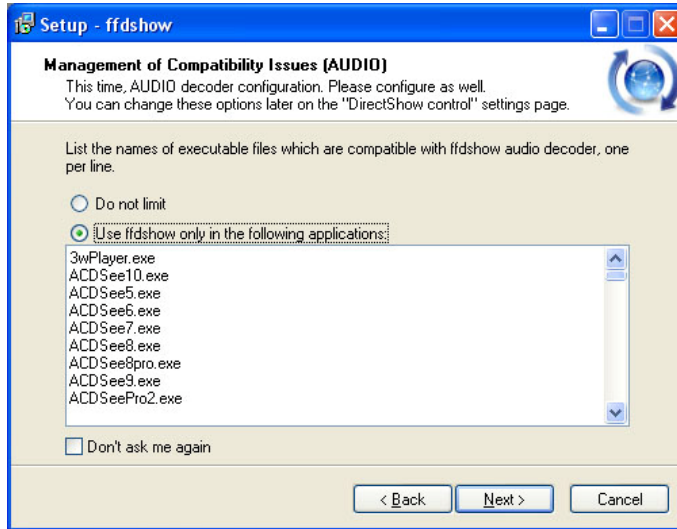 Setup - ffdshow
Management of Compatibility Issues (AUDIO)
This time, AUDIO decoder configuration. Please configure as well.
You can change these options later on the "DirectShow control" settings page.
List the names of executable files which are compatible with ffdshow audio decoder, one
per line.
Do not limit
Use ffdshow only in the following applications:
3wPlayer.exe
ACDSee10.exe
ACDSee5.exe
ACDSee6.exe
ACDSee7.exe
ACDSee8.exe
ACDSee8pro.exe
ACDSee9.exe
ACDSeePro2.exe
Don't ask me again
< Back Next > Cancel